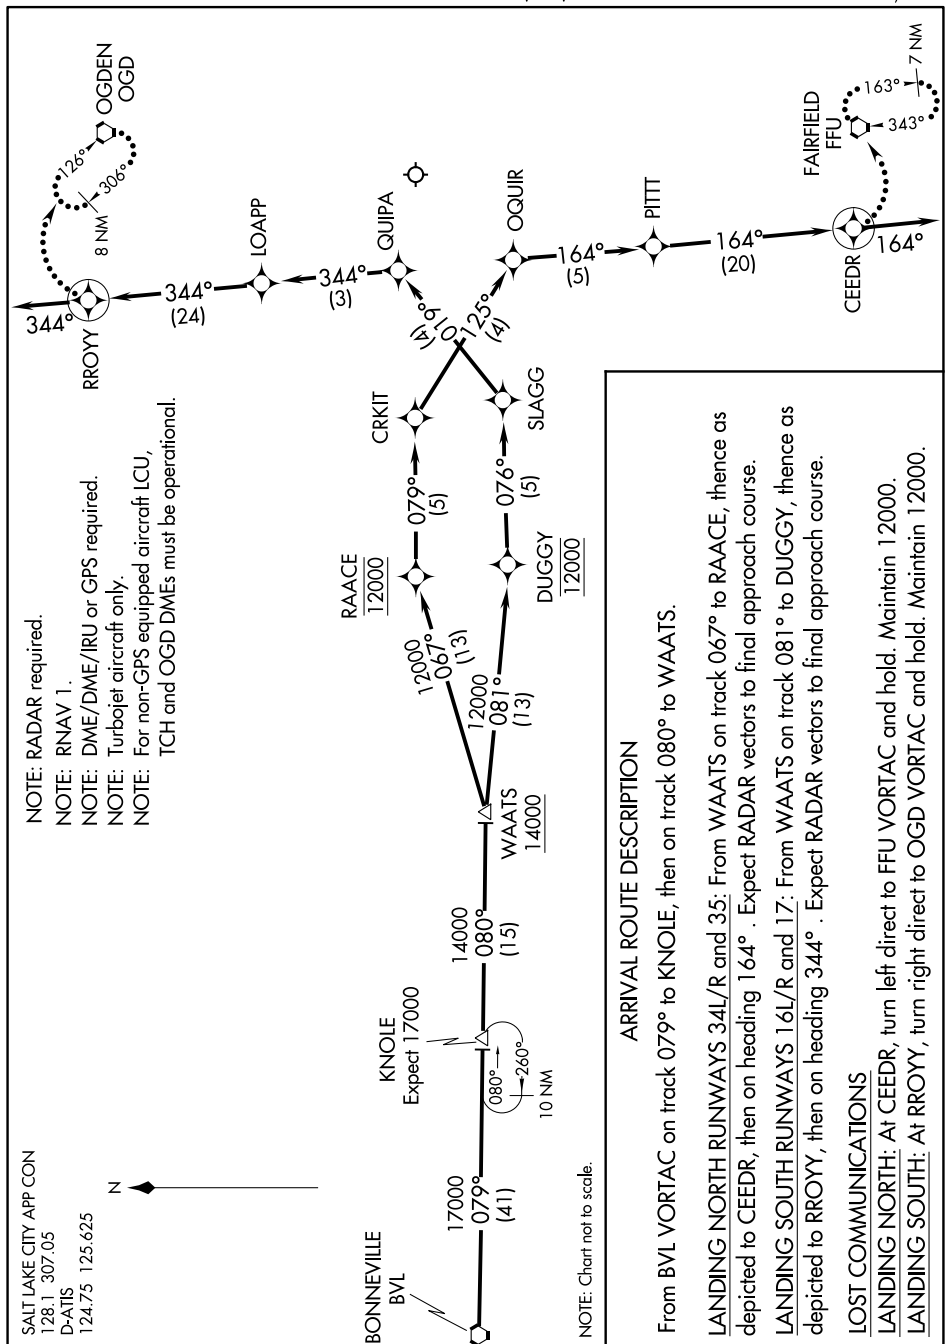 SALT LAKE CITY APP CON
128.1 307.05
D-ATIS
124.75 125.625
N
NOTE: RADAR required.
NOTE: RNAV 1.
NOTE: DME/DME/IRU or GPS required.
NOTE: Turbojet aircraft only.
NOTE: For non-GPS equipped aircraft LCU,
TCH and OGD DMEs must be operational.
BONNEVILLE
BVL
17000
079°
(41)
KNOLE
Expect 17000
080°
260°
10 NM
14000
080°
(15)
WAATS
14000
12000
067°
(13)
12000
081°
(13)
RAACE
12000
079°
(5)
CRKIT
DUGGY
12000
076°
(5)
SLAGG
019°
(4)
125°
(4)
QUIPA
344°
(3)
LOAPP
344°
(24)
RROYY
344°
OGDEN
OGD
126°
306°
8 NM
OQUIR
164°
(5)
PITTT
164°
(20)
CEEDR
164°
FAIRFIELD
FFU
163°
343°
7 NM
NOTE: Chart not to scale.
ARRIVAL ROUTE DESCRIPTION
From BVL VORTAC on track 079° to KNOLE, then on track 080° to WAATS.
LANDING NORTH RUNWAYS 34L/R and 35: From WAATS on track 067° to RAACE, thence as
depicted to CEEDR, then on heading 164° . Expect RADAR vectors to final approach course.
LANDING SOUTH RUNWAYS 16L/R and 17: From WAATS on track 081° to DUGGY, thence as
depicted to RROYY, then on heading 344° . Expect RADAR vectors to final approach course.
LOST COMMUNICATIONS
LANDING NORTH: At CEEDR, turn left direct to FFU VORTAC and hold. Maintain 12000.
LANDING SOUTH: At RROYY, turn right direct to OGD VORTAC and hold. Maintain 12000.